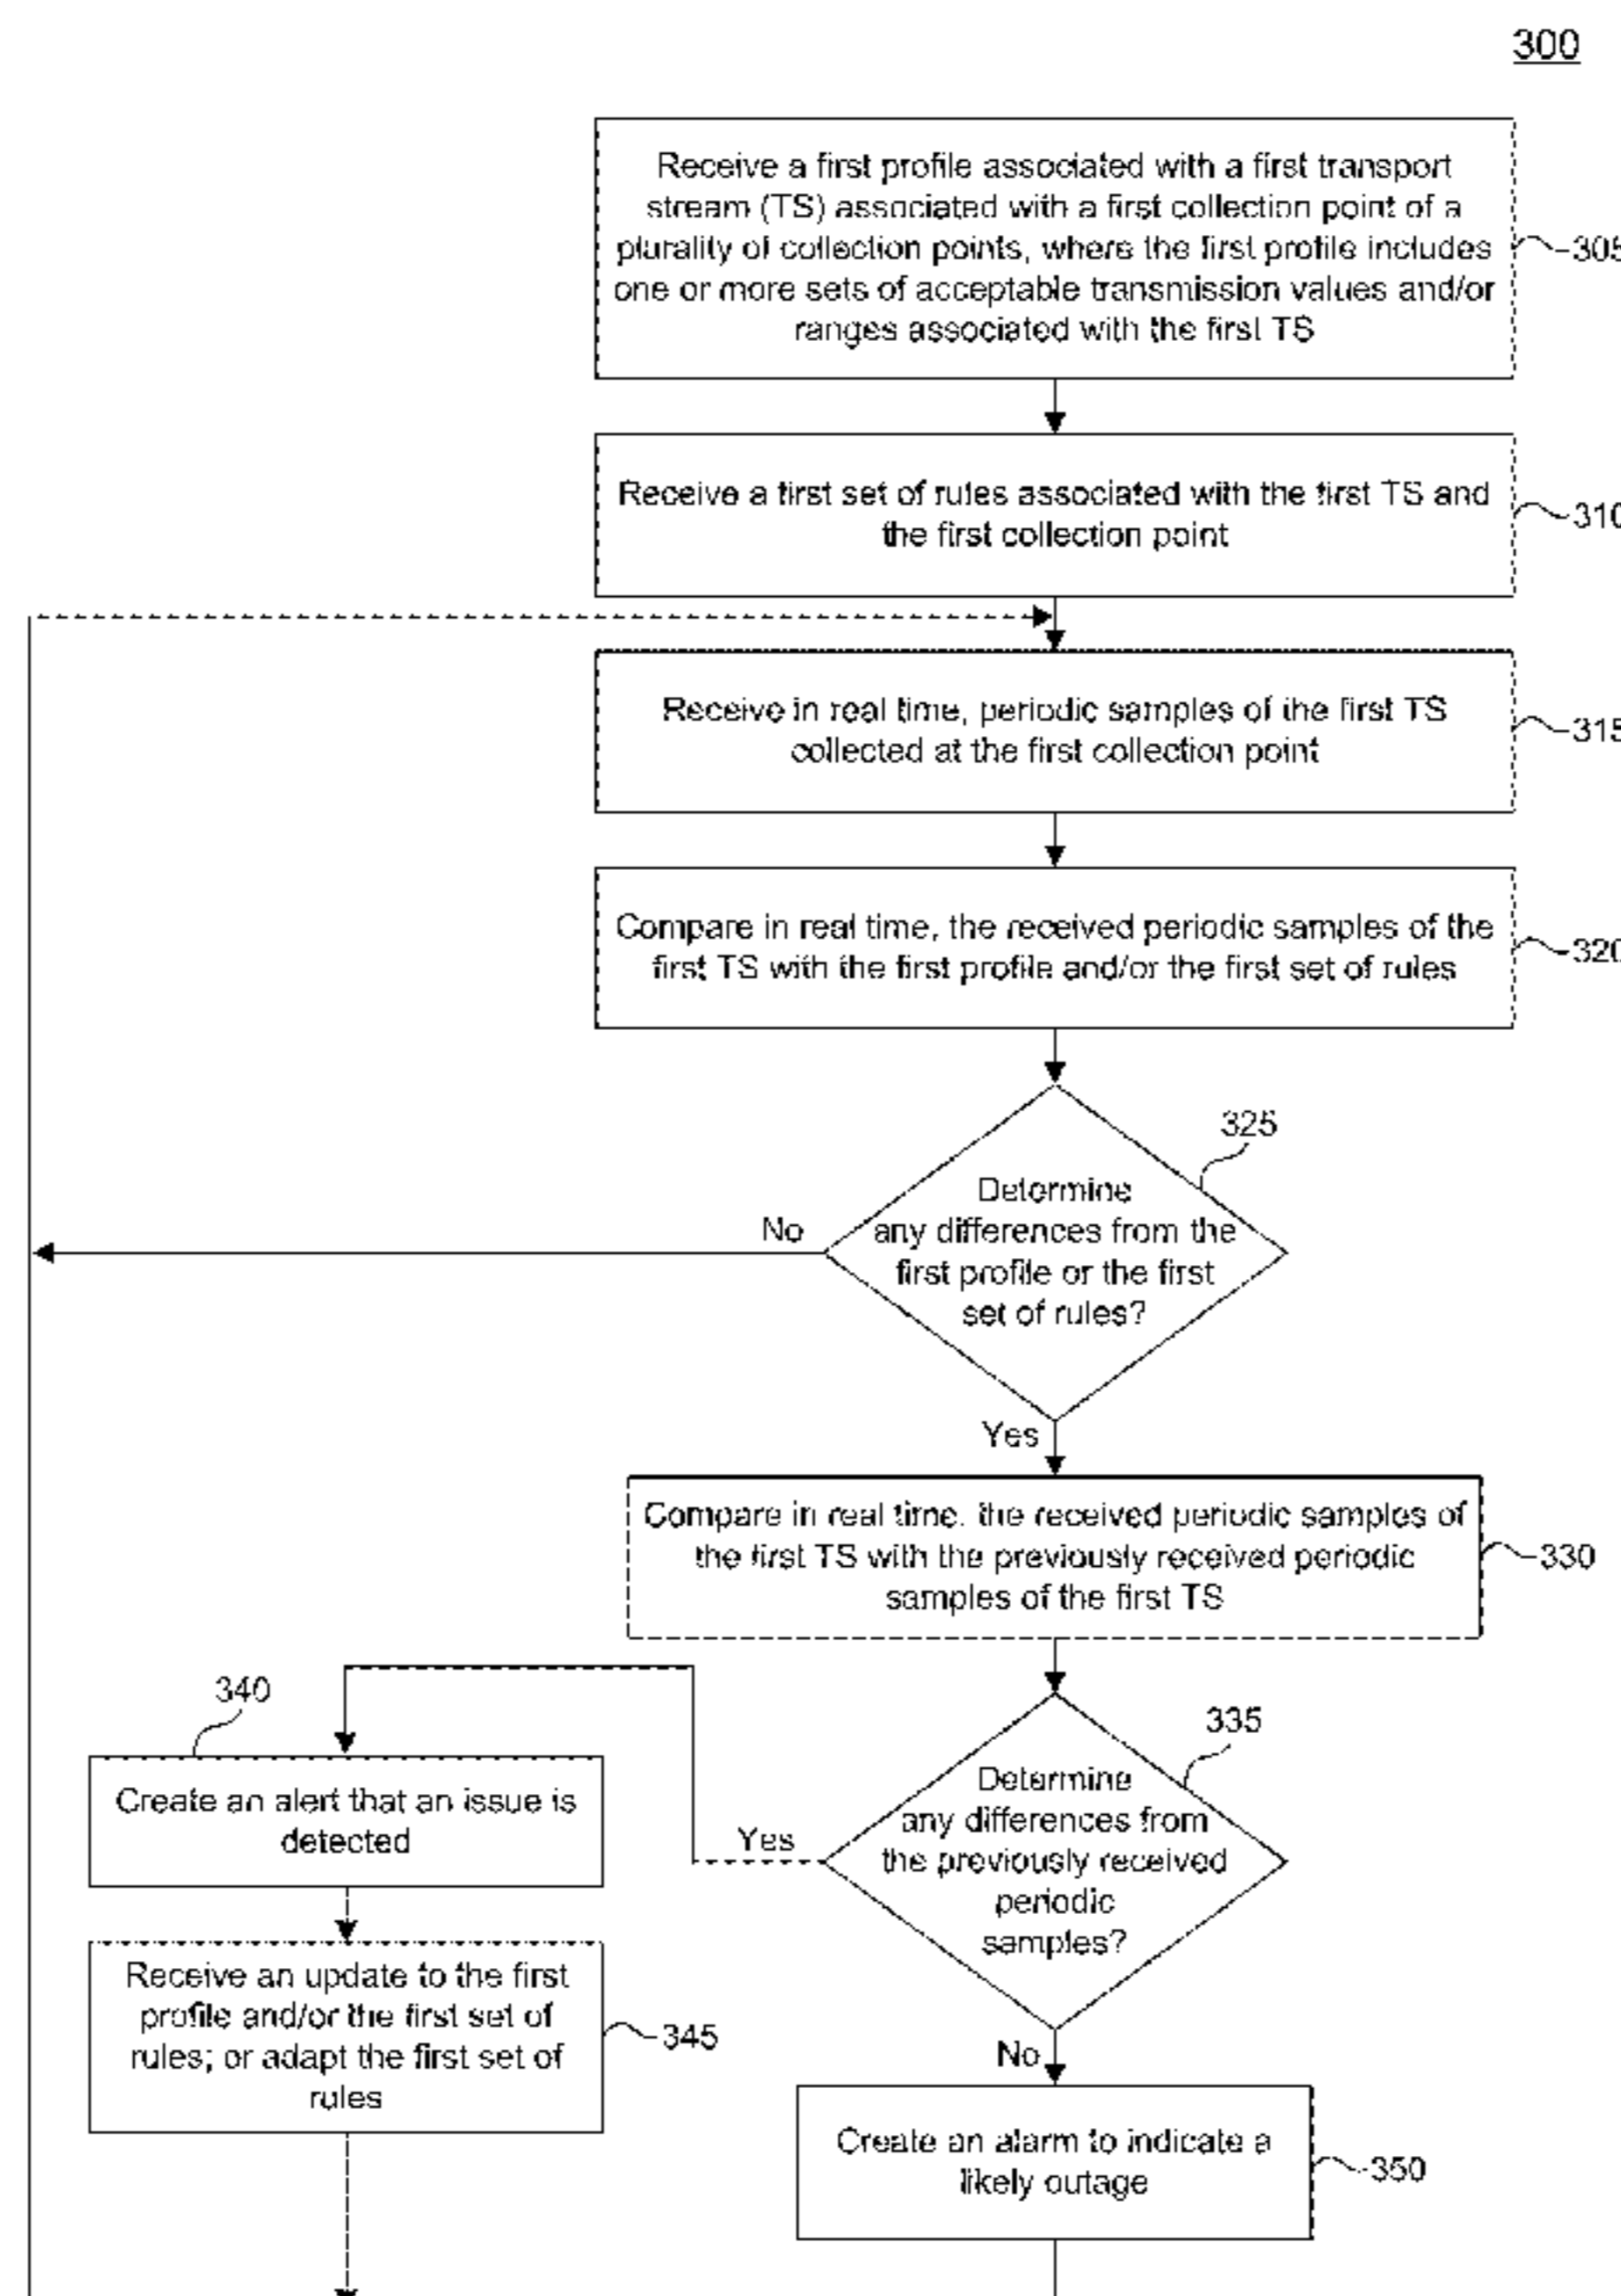 300
Receive a first profile associated with a first transport
stream (TS) associated with a first collection point of a
plurality of collection points, where the first profile includes
one or more sets of acceptable transmission values and/or
ranges associated with the first TS
305
Receive a first set of rules associated with the first TS and
the first collection point
310
Receive in real time, periodic samples of the first TS
collected at the first collection point
315
Compare in real time, the received periodic samples of the
first TS with the first profile and/or the first set of rules
320
325
Determine
any differences from the
first profile or the first
set of rules?
No
Yes
Compare in real time, the received periodic samples of
the first TS with the previously received periodic
samples of the first TS
330
340
335
Create an alert that an issue is
detected
Yes
Determine
any differences from
the previously received
periodic
samples?
Receive an update to the first
profile and/or the first set of
rules; or adapt the first set of
rules
345
No
Create an alarm to indicate a
likely outage
350